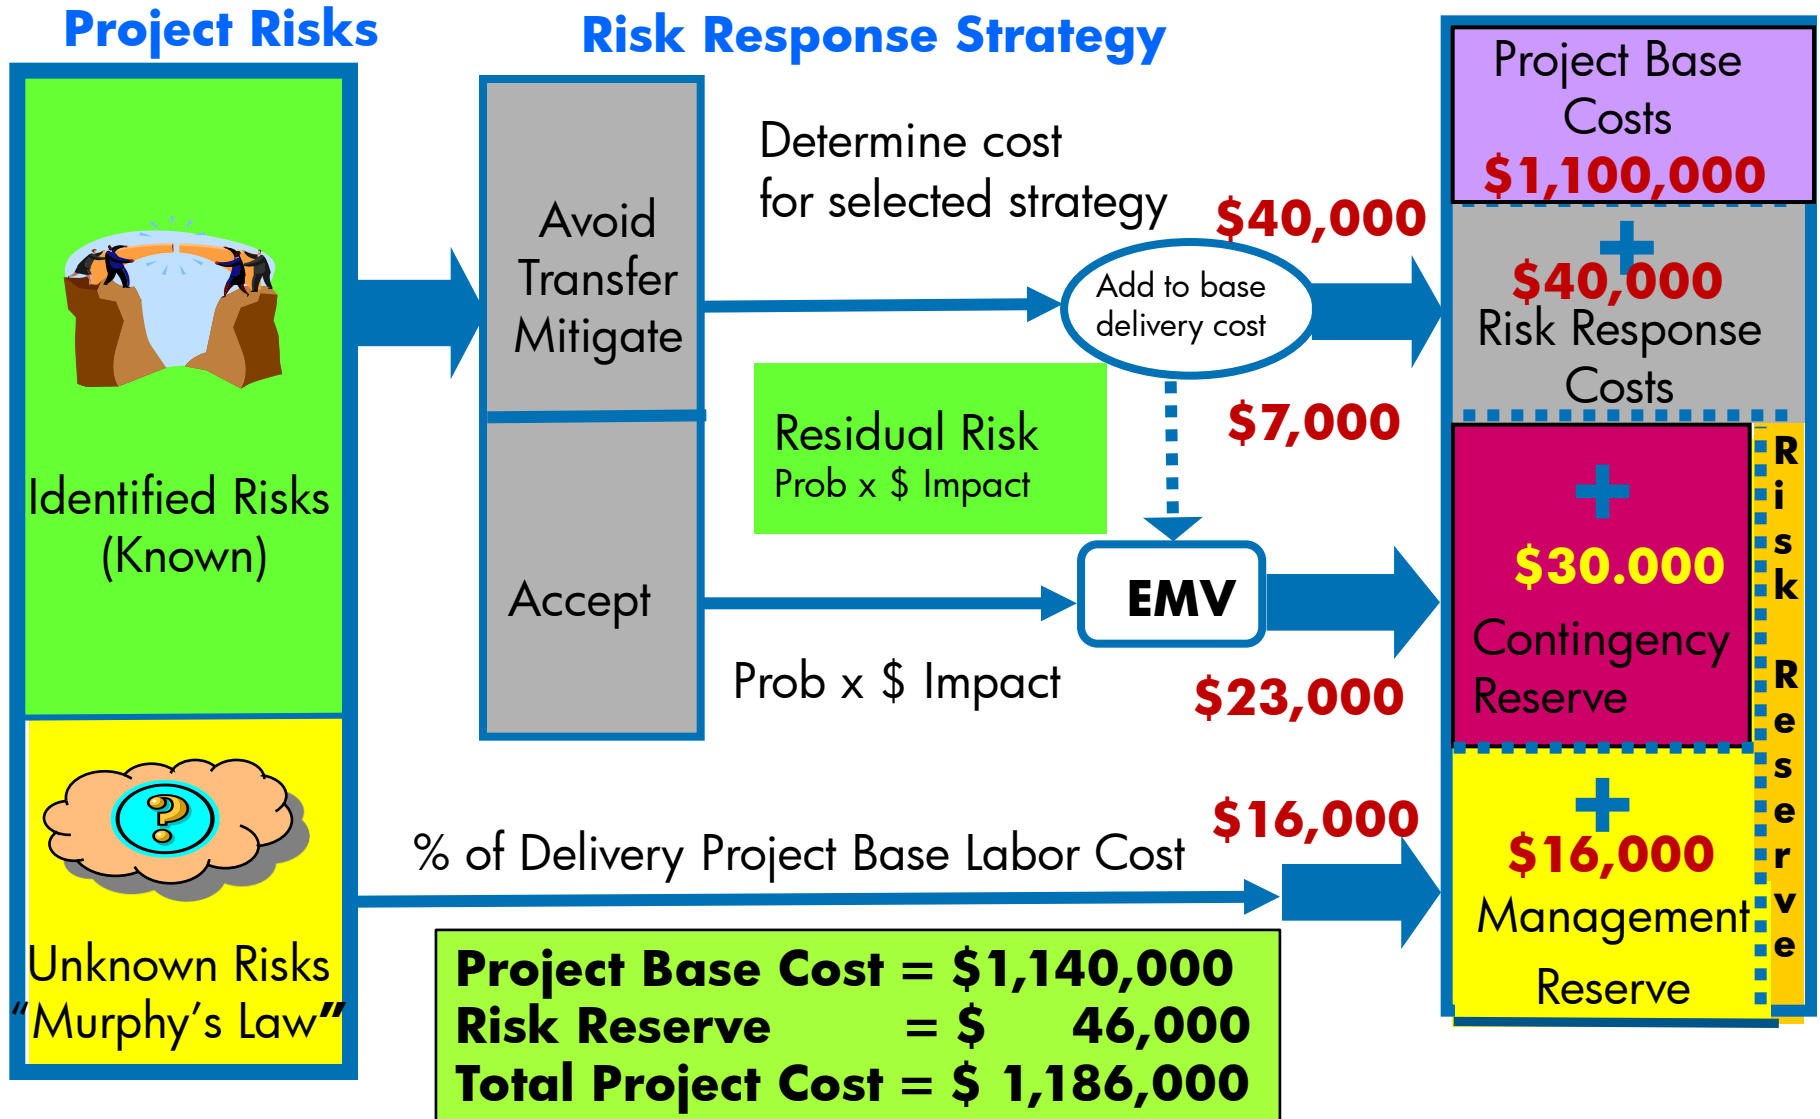 Project Risks
Risk Response Strategy
Identified Risks
(Known)
?
Unknown Risks
“Murphy’s Law”
Avoid
Transfer
Mitigate
Accept
Determine cost
for selected strategy
$40,000
Add to base
delivery cost
Residual Risk
Prob x $ Impact
$7,000
EMV
Prob x $ Impact
$23,000
% of Delivery Project Base Labor Cost
$16,000
Project Base
Costs
$1,100,000
+
$40,000
Risk Response
Costs
+
$30.000
Contingency
Reserve
+
$16,000
Management
Reserve
Risk Reserve
Project Base Cost = $1,140,000
Risk Reserve = $ 46,000
Total Project Cost = $ 1,186,000